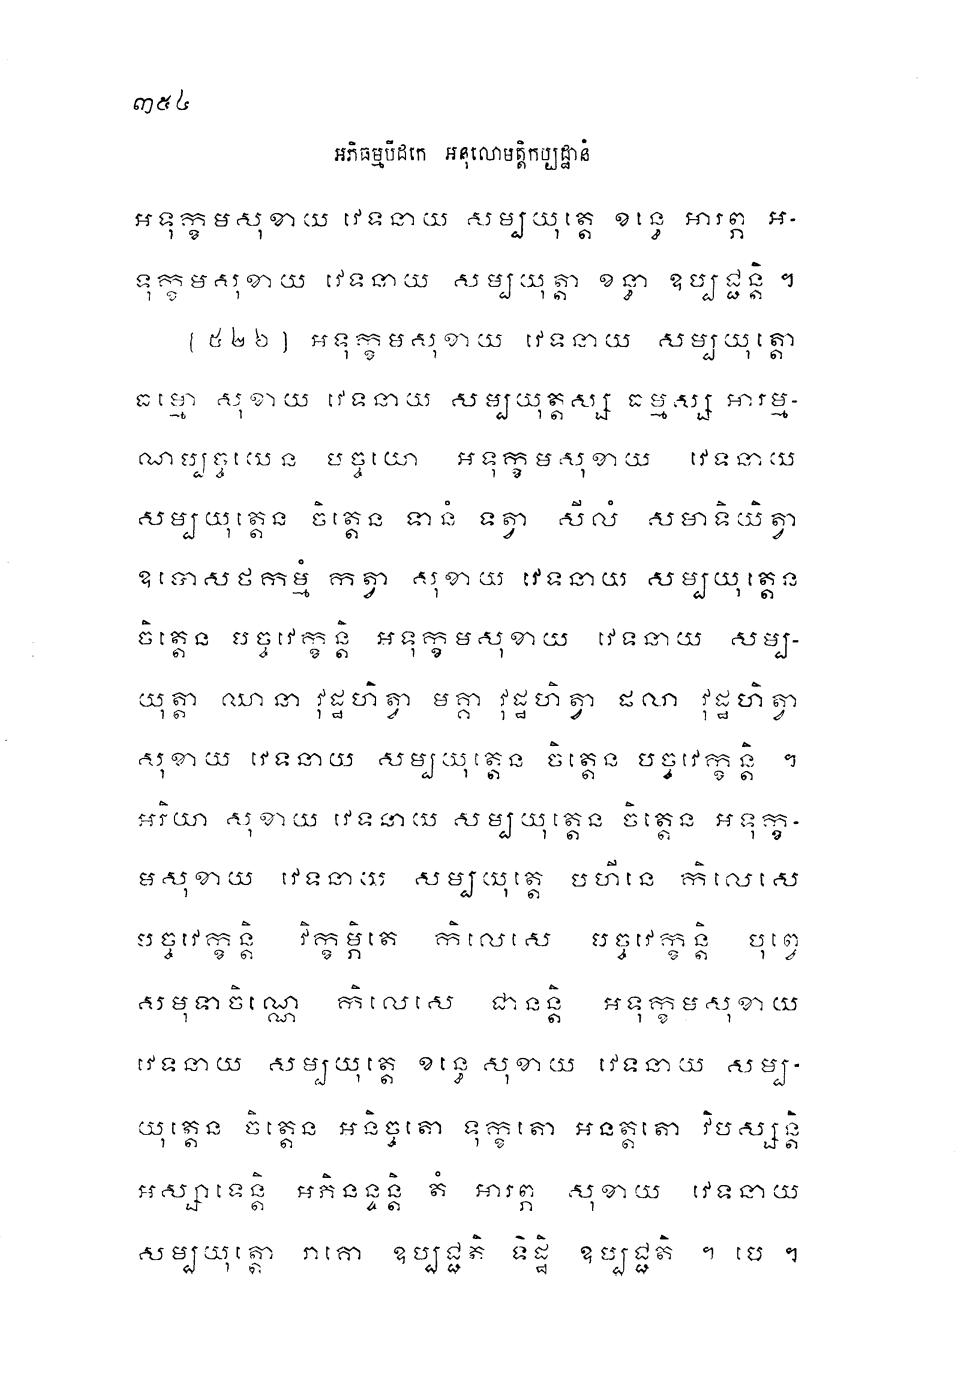 ៣៥៤
អភិធម្មបិដកេ អនុលោមត្តិកប្បដ្ឋានំ
អទុក្ខមសុខាយ វេទនាយ សម្បយុត្តេ ខន្ធេ អារព្ភ អ-
ទុក្ខមសុខាយ វេទនាយ សម្បយុត្តា ខន្ធា ឧប្បជ្ជន្តិ ៗ
(៥២៦) អទុក្ខមសុខាយ វេទនាយ សម្បយុត្តោ
ធម្មោ សុខាយ វេទនាយ សម្បយុត្តស្ស ធម្មស្ស អារម្ម-
ណប្បច្ចយេន បច្ចយោ អទុក្ខមសុខាយ វេទនាយ
សម្បយុត្តេន ចិត្តេន ទានំ ទត្វា សីលំ សមាទិយិត្វា
ឧបោសថកម្មំ កត្វា សុខាយ វេទនាយ សម្បយុត្តេន
ចិត្តេន បច្ចវេក្ខន្តិ អទុក្ខមសុខាយ វេទនាយ សម្ប-
យុត្តា ឈានា វុដ្ឋហិត្វា មគ្គា វុដ្ឋហិត្វា ផលា វុដ្ឋហិត្វា
សុខាយ វេទនាយ សម្បយុត្តេន ចិត្តេន បច្ចវេក្ខន្តិ ។
អរិយា សុខាយ វេទនាយ សម្បយុត្តេន ចិត្តេន អទុក្ខ-
មសុខាយ វេទនាយ សម្បយុត្តេ បហីនេ កិលេសេ
បច្ចវេក្ខន្តិ វិក្ខម្ភិតេ កិលេសេ បច្ចវេក្ខន្តិ បុព្វេ
សមុទាចិណ្ណេ កិលេសេ ជានន្តិ អទុក្ខមសុខាយ
វេទនាយ សម្បយុត្តេ ខន្ធេ សុខាយ វេទនាយ សម្ប-
យុត្តេន ចិត្តេន អនិច្ចតោ ទុក្ខតោ អនត្តតោ វិបស្សន្តិ
អស្សាទេន្តិ អភិនន្ទន្តិ តំ អារព្ភ សុខាយ វេទនាយ
សម្បយុត្តោ រាគោ ឧប្បជ្ជតិ ទិដ្ឋិ ឧប្បជ្ជតិ ។ បេ ៗ